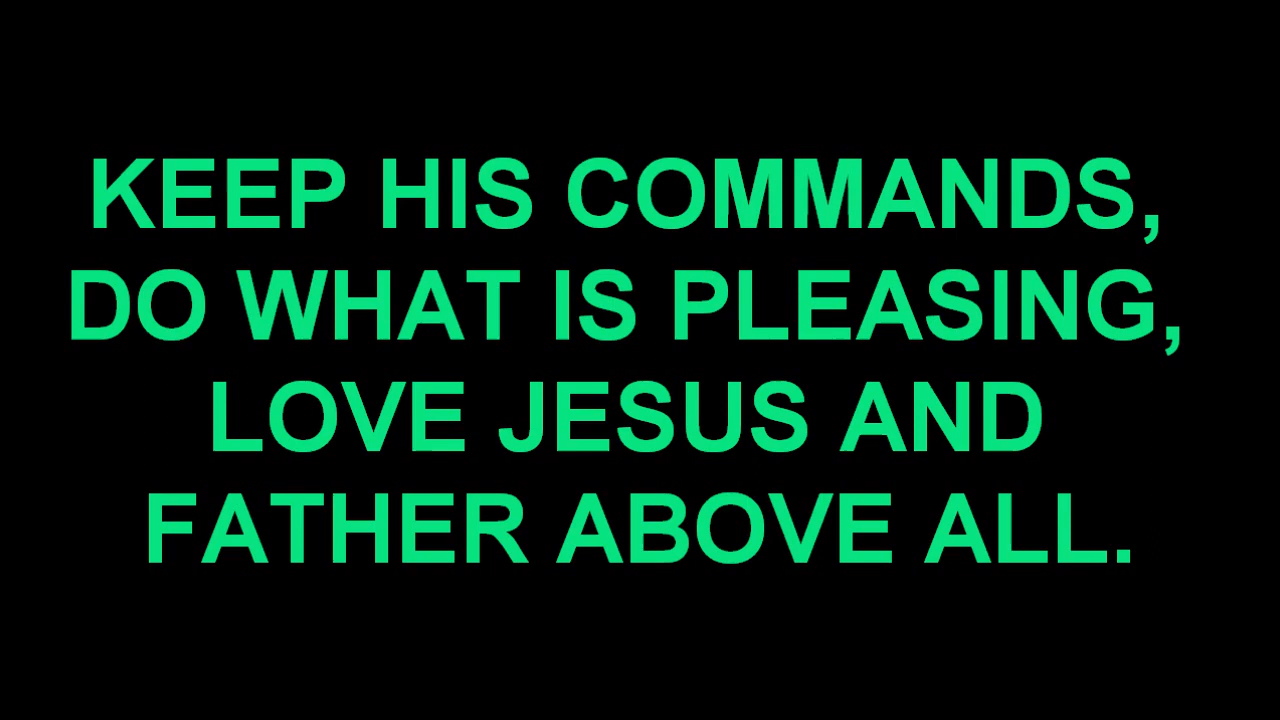 KEEP HIS COMMANDS,
DO WHAT IS PLEASING,
LOVE JESUS AND
FATHER ABOVE ALL.